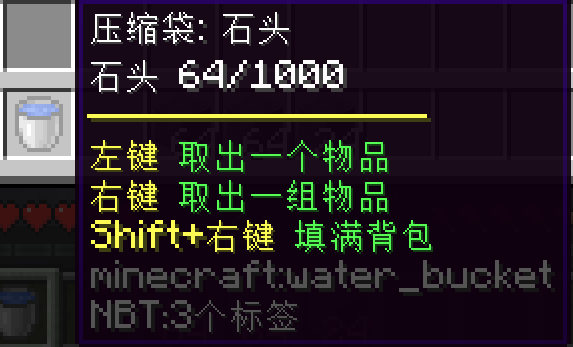 压缩袋: 石头
石头 64/1000
左键 取出一个物品
右键 取出一组物品
Shift+右键 填满背包
minecraft:water_bucket
NBT:3个标签